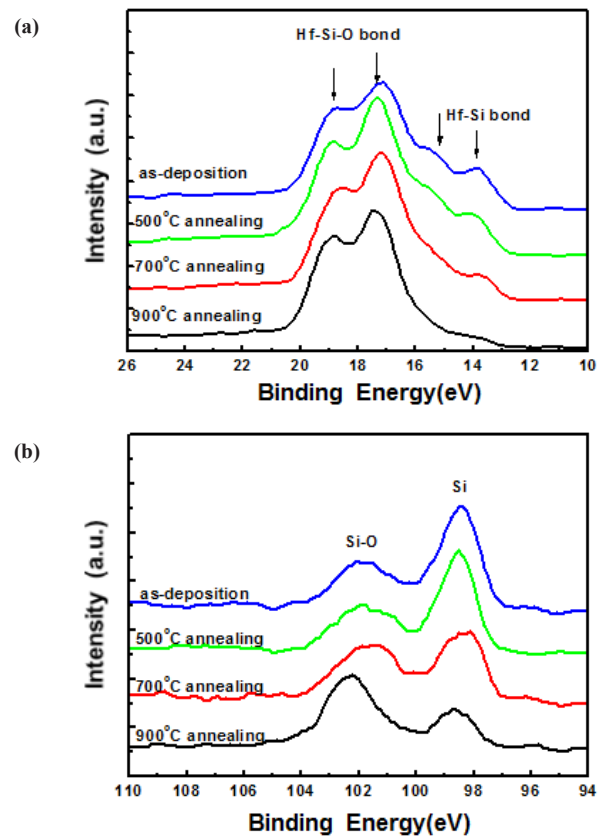 (a)
Hf-Si-O bond
Hf-Si bond
as-deposition
500°C annealing
700°C annealing
900°C annealing
Intensity (a.u.)
26 24 22 20 18 16 14 12 10
Binding Energy(eV)
(b)
Si
Si-O
as-deposition
500°C annealing
700°C annealing
900°C annealing
Intensity (a.u.)
110 108 106 104 102 100 98 96 94
Binding Energy(eV)